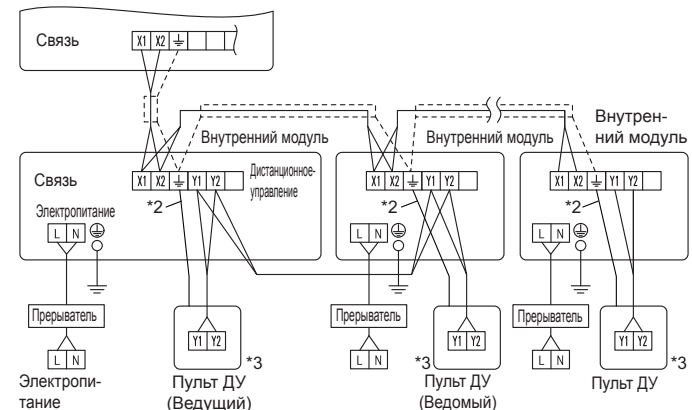 Связь
X1 X2
Внутренний модуль
Внутренний модуль
Внутрен-
ний модуль
Связь
X1 X2 Y1 Y2
Дистанционное-
управление
X1 X2 Y1 Y2
X1 X2 Y1 Y2
*2
*2
*2
Электропитание
L N
L N
L N
Прерыватель
Прерыватель
Прерыватель
Y1 Y2
Y1 Y2
Y1 Y2
L N
*3
L N
*3
L N
*3
Электропи-
тание
Пульт ДУ
(Ведущий)
Пульт ДУ
(Ведомый)
Пульт ДУ